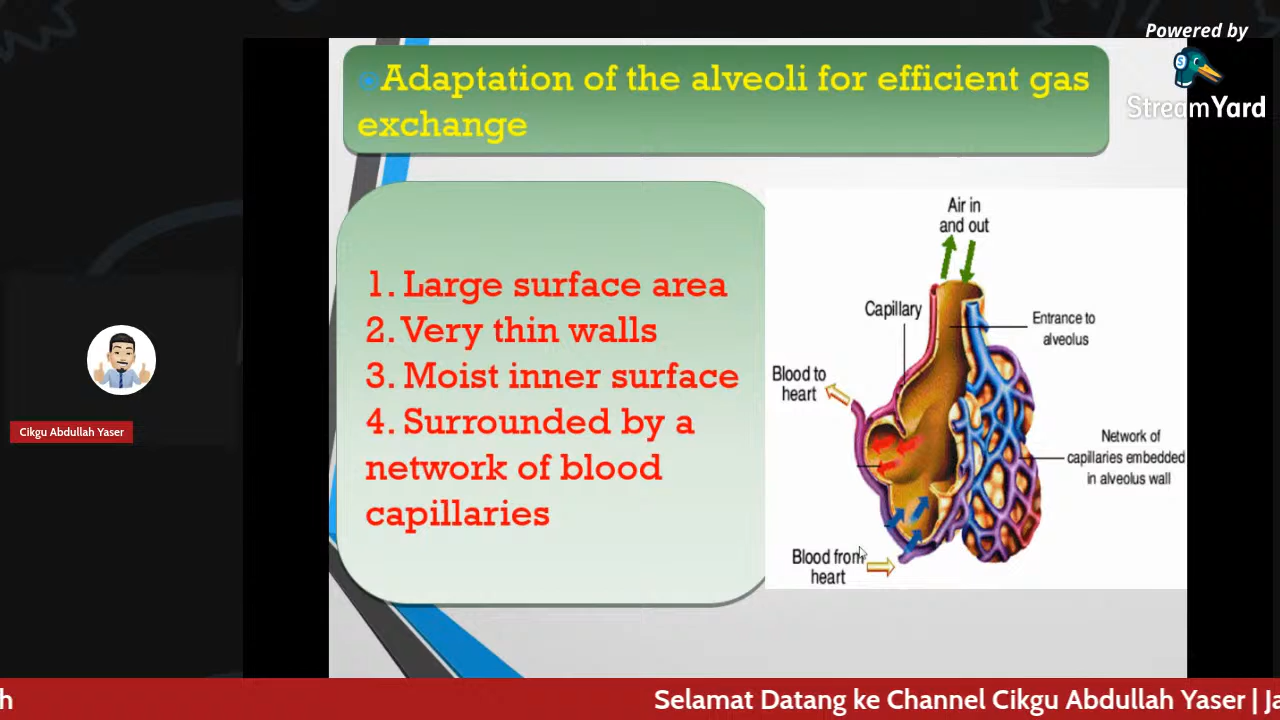 Powered by
StreamYard
Adaptation of the alveoli for efficient gas
exchange
1. Large surface area
2. Very thin walls
3. Moist inner surface
4. Surrounded by a
network of blood
capillaries
Air in
and out
Capillary
Entrance to
alveolus
Blood to
heart
Network of
capillaries embedded
in alveolus wall
Blood from
heart
Cikgu Abdullah Yaser
h
Selamat Datang ke Channel Cikgu Abdullah Yaser | Ja